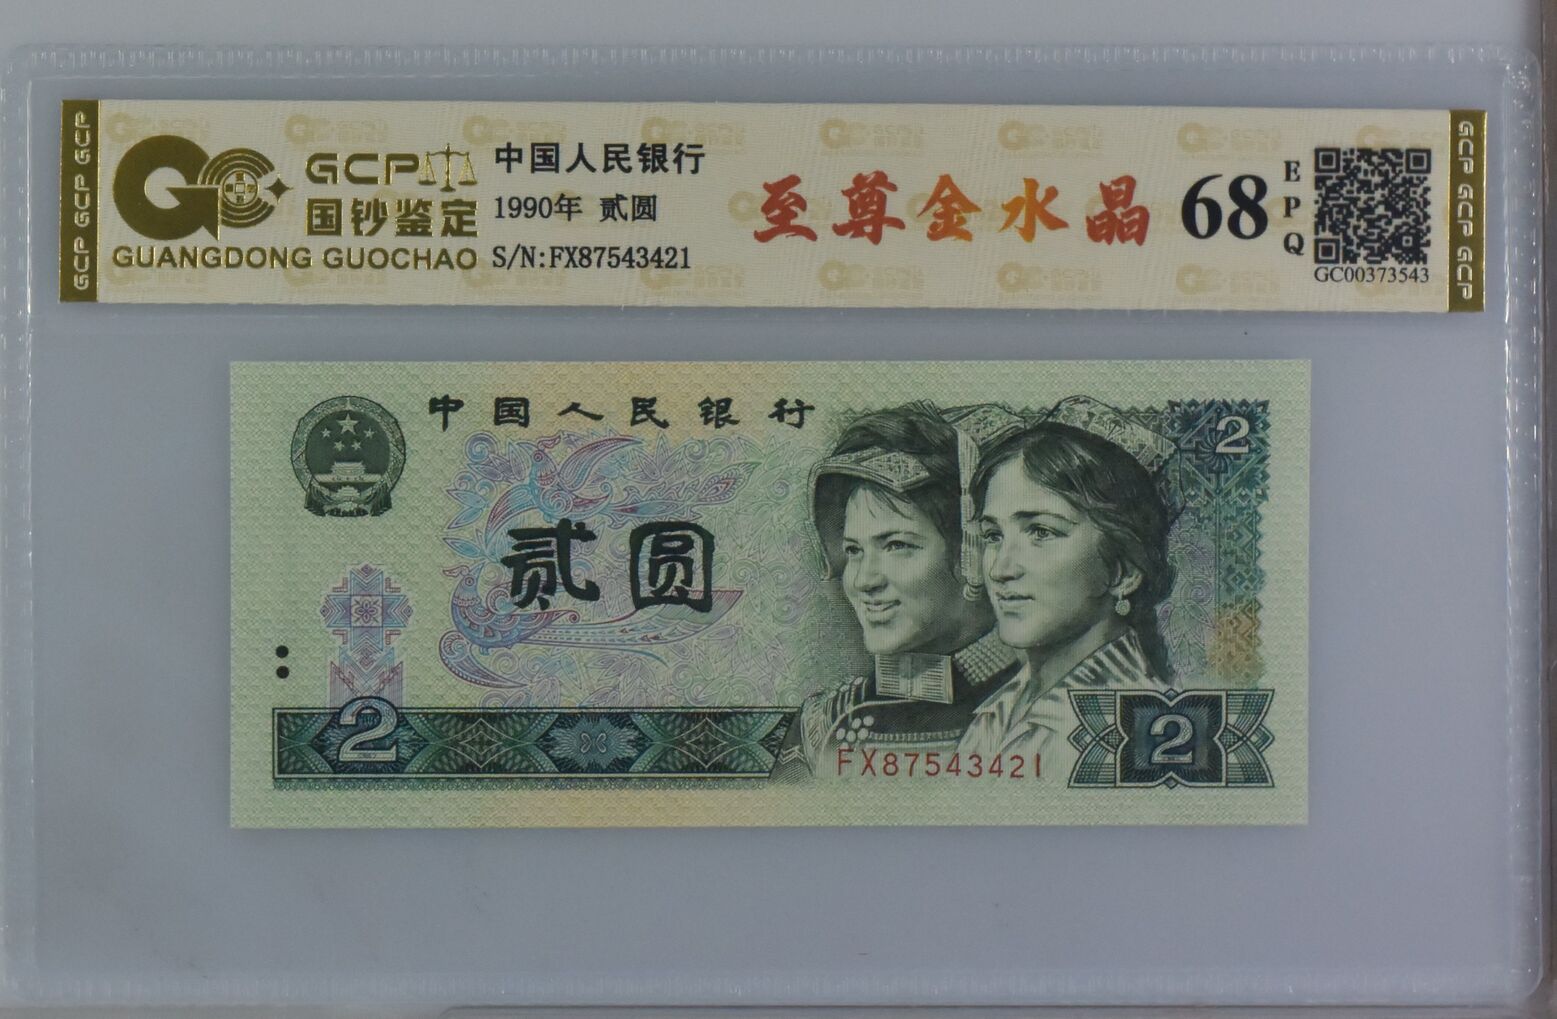 GCP GCP GCP
GCP
国钞鉴定
GUANGDONG GUOCHAO
中国人民银行
1990年 贰圆
S/N:FX87543421
至尊金水晶
68
EPQ
GC00373543
GCP GCP GCP
中国人民银行
2
贰圆
2
FX87543421
2